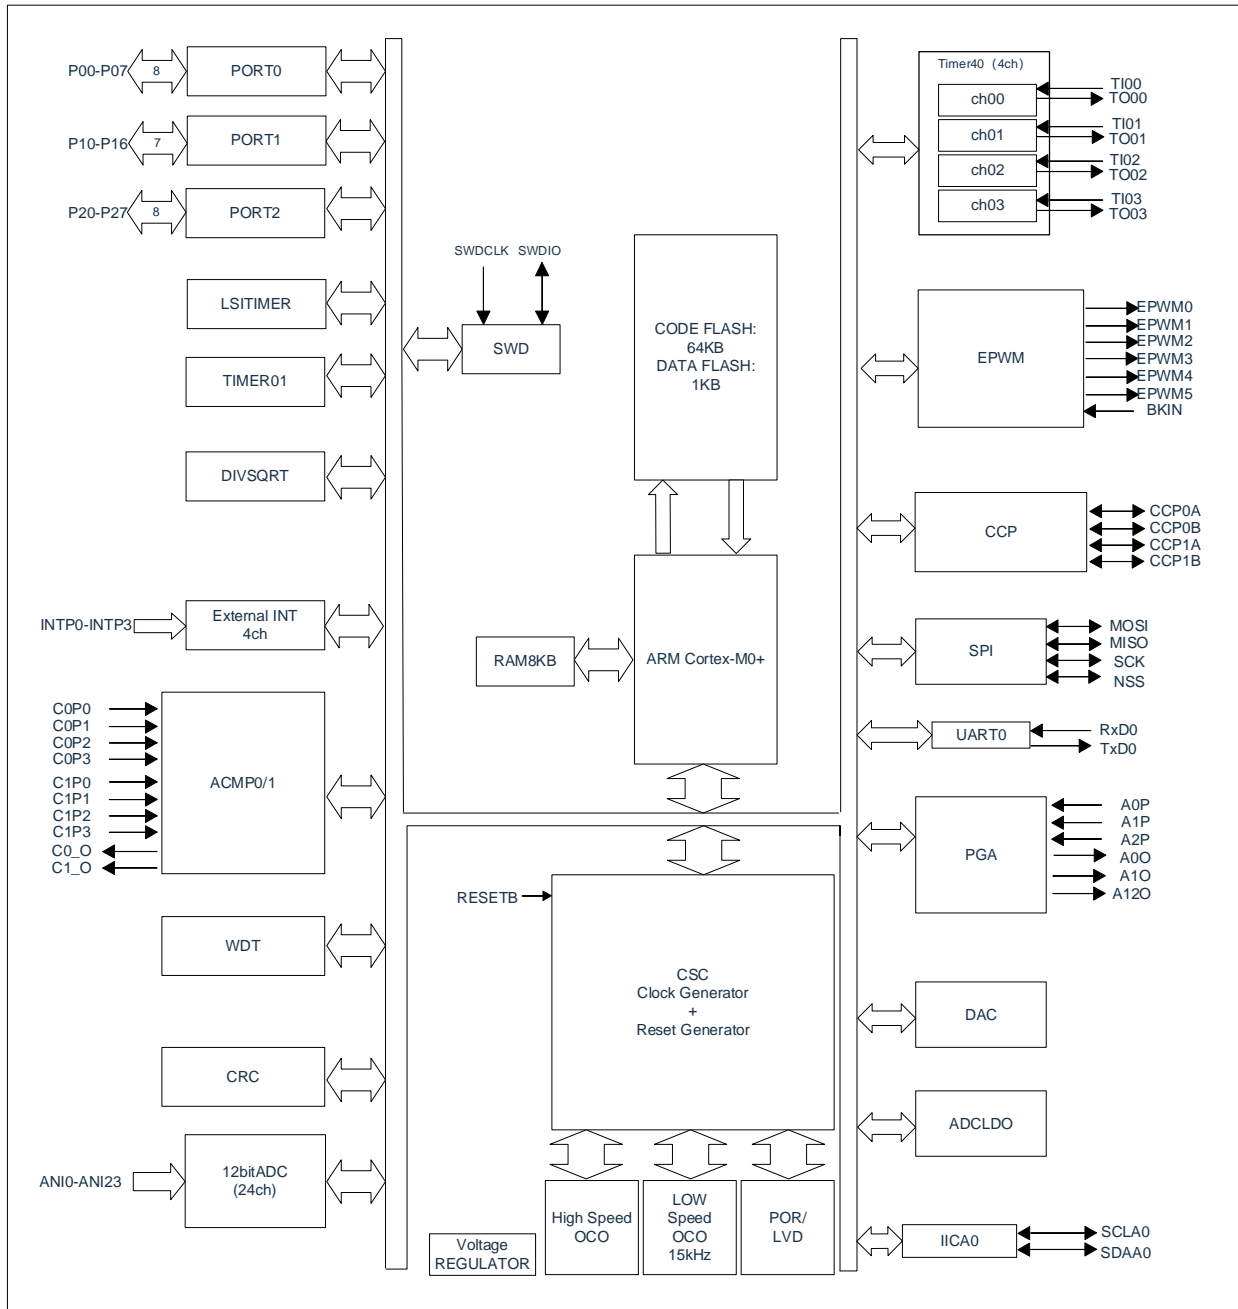 P00-P07
8
PORT0
P10-P16
7
PORT1
P20-P27
8
PORT2
LSITIMER
TIMER01
DIVSQRT
INTP0-INTP3
External INT
4ch
C0P0
C0P1
C0P2
C0P3
C1P0
C1P1
C1P2
C1P3
C0_O
C1_O
ACMP0/1
WDT
CRC
ANI0-ANI23
12bitADC
(24ch)
SWDCLK
SWDIO
SWD
CODE FLASH:
64KB
DATA FLASH:
1KB
RAM8KB
ARM Cortex-M0+
RESETB
CSC
Clock Generator
+
Reset Generator
Voltage
REGULATOR
High Speed
OCO
LOW
Speed
OCO
15kHz
POR/
LVD
Timer40 (4ch)
ch00
TI00
TO00
ch01
TI01
TO01
ch02
TI02
TO02
ch03
TI03
TO03
EPWM
EPWM0
EPWM1
EPWM2
EPWM3
EPWM4
EPWM5
BKIN
CCP
CCP0A
CCP0B
CCP1A
CCP1B
SPI
MOSI
MISO
SCK
NSS
UART0
RxD0
TxD0
PGA
A0P
A1P
A2P
A0O
A1O
A12O
DAC
ADCLDO
IICA0
SCLA0
SDAA0